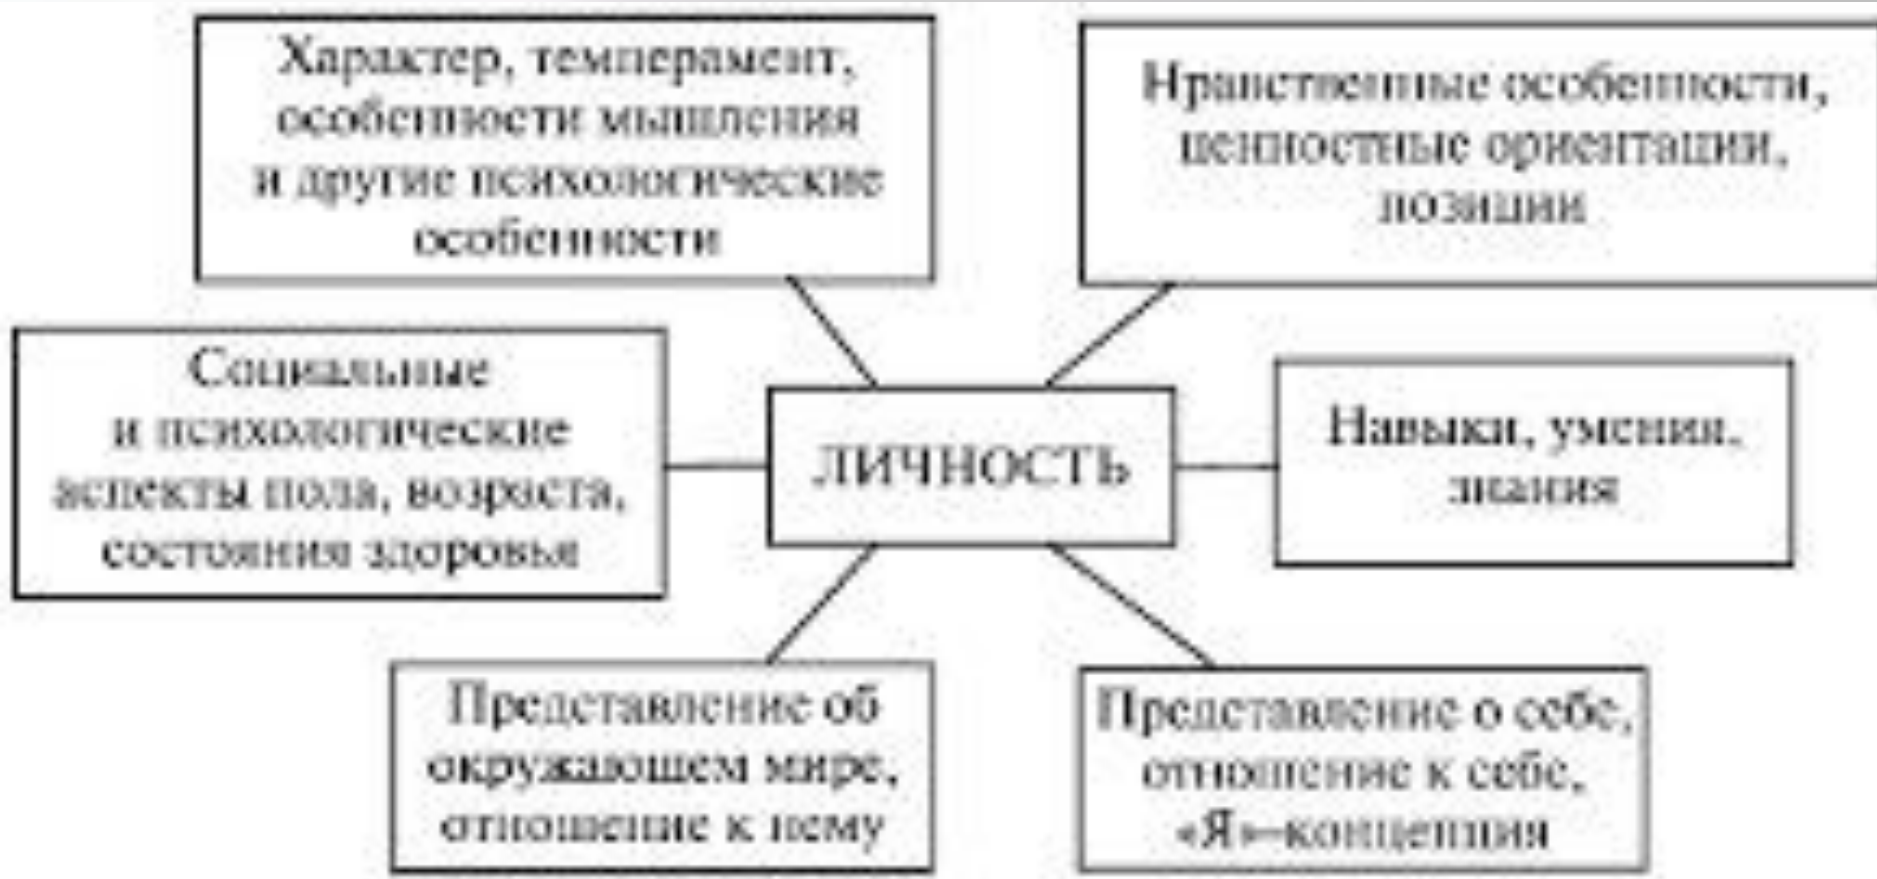 Характер, темперамент,
особенности мышления
и другие психологические
особенности
Нравственные особенности,
ценностные ориентации,
позиции
Социальные
и психологические
аспекты пола, возраста,
состояния здоровья
ЛИЧНОСТЬ
Навыки, умения,
знания
Представление об
окружающем мире,
отношение к нему
Представление о себе,
отношение к себе,
«Я»–концепция